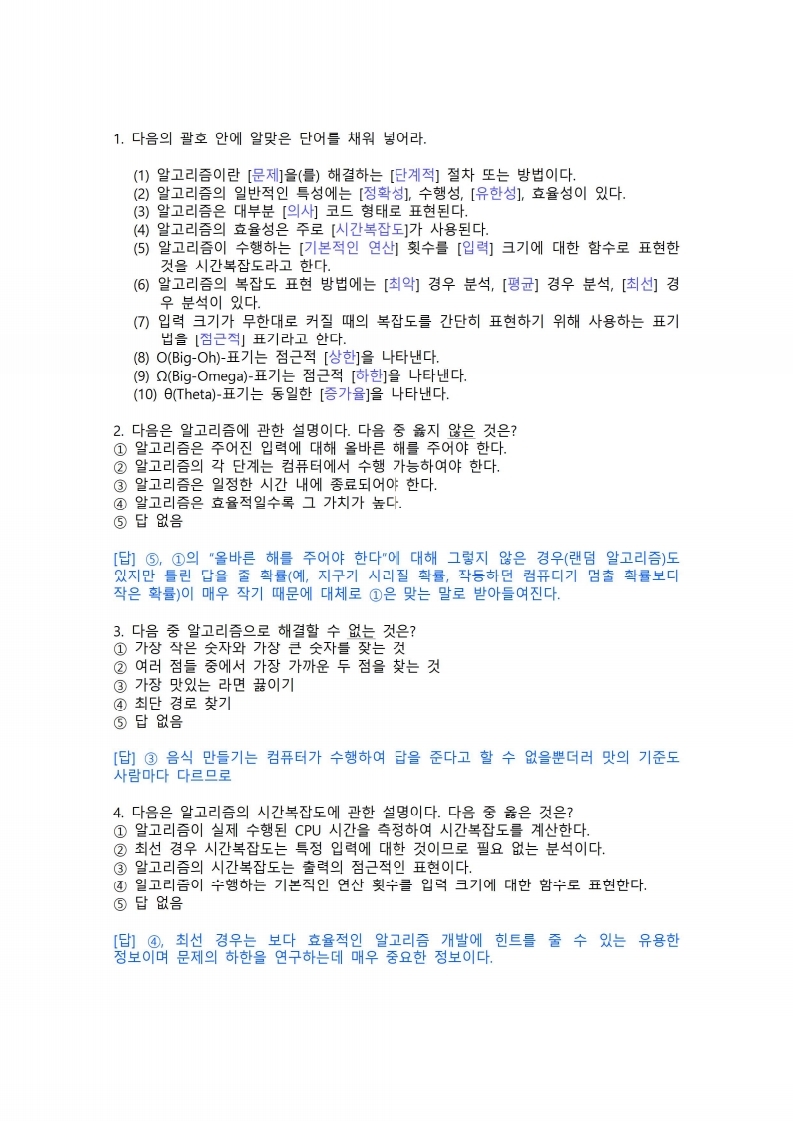 1. 다음의 괄호 안에 알맞은 단어를 채워 넣어라.
(1) 알고리즘이란 [문제]을(를) 해결하는 [단계적] 절차 또는 방법이다.
(2) 알고리즘의 일반적인 특성에는 [정확성], 수행성, [유한성], 효율성이 있다.
(3) 알고리즘은 대부분 [의사] 코드 형태로 표현된다.
(4) 알고리즘의 효율성은 주로 [시간복잡도]가 사용된다.
(5) 알고리즘이 수행하는 [기본적인 연산] 횟수를 [입력] 크기에 대한 함수로 표현한
것을 시간복잡도라고 한다.
(6) 알고리즘의 복잡도 표현 방법에는 [최악] 경우 분석, [평균] 경우 분석, [최선] 경
우 분석이 있다.
(7) 입력 크기가 무한대로 커질 때의 복잡도를 간단히 표현하기 위해 사용하는 표기
법을 [점근적] 표기라고 한다.
(8) O(Big-Oh)-표기는 점근적 [상한]을 나타낸다.
(9) Ω(Big-Omega)-표기는 점근적 [하한]을 나타낸다.
(10) θ(Theta)-표기는 동일한 [증가율]을 나타낸다.
2. 다음은 알고리즘에 관한 설명이다. 다음 중 옳지 않은 것은?
① 알고리즘은 주어진 입력에 대해 올바른 해를 주어야 한다.
② 알고리즘의 각 단계는 컴퓨터에서 수행 가능하여야 한다.
③ 알고리즘은 일정한 시간 내에 종료되어야 한다.
④ 알고리즘은 효율적일수록 그 가치가 높다.
⑤ 답 없음
[답] ⑤, ①의 "올바른 해를 주어야 한다"에 대해 그렇지 않은 경우(랜덤 알고리즘)도
있지만 틀린 답을 줄 확률(예, 지구가 사라질 확률, 작동하던 컴퓨터가 멈출 확률보다
작은 확률)이 매우 작기 때문에 대체로 ①은 맞는 말로 받아들여진다.
3. 다음 중 알고리즘으로 해결할 수 없는 것은?
① 가장 작은 숫자와 가장 큰 숫자를 찾는 것
② 여러 점들 중에서 가장 가까운 두 점을 찾는 것
③ 가장 맛있는 라면 끓이기
④ 최단 경로 찾기
⑤ 답 없음
[답] ③ 음식 만들기는 컴퓨터가 수행하여 답을 준다고 할 수 없을뿐더러 맛의 기준도
사람마다 다르므로
4. 다음은 알고리즘의 시간복잡도에 관한 설명이다. 다음 중 옳은 것은?
① 알고리즘이 실제 수행된 CPU 시간을 측정하여 시간복잡도를 계산한다.
② 최선 경우 시간복잡도는 특정 입력에 대한 것이므로 필요 없는 분석이다.
③ 알고리즘의 시간복잡도는 출력의 점근적인 표현이다.
④ 알고리즘이 수행하는 기본적인 연산 횟수를 입력 크기에 대한 함수로 표현한다.
⑤ 답 없음
[답] ④, 최선 경우는 보다 효율적인 알고리즘 개발에 힌트를 줄 수 있는 유용한
정보이며 문제의 하한을 연구하는데 매우 중요한 정보이다.